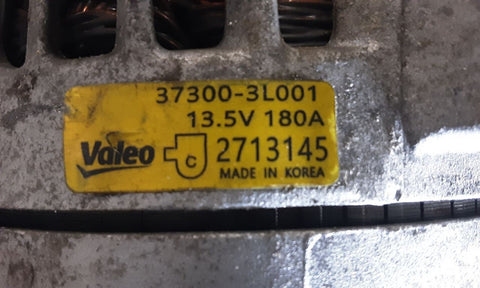 37300-3L001
13.5V 180A
Valeo C 2713145
MADE IN KOREA